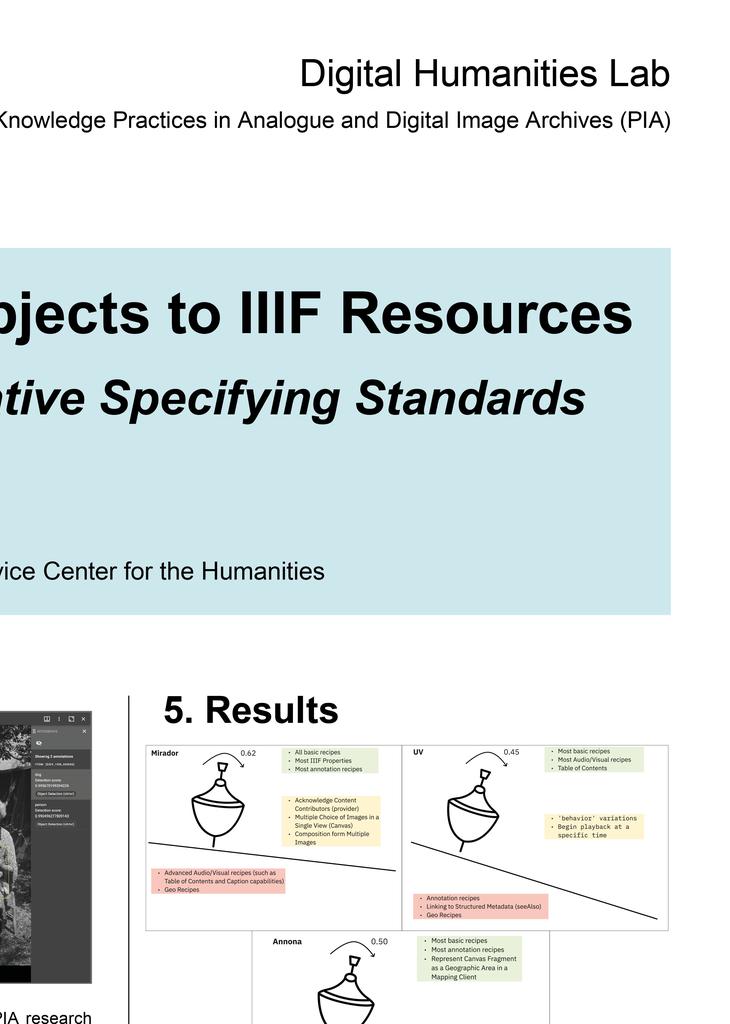 Digital Humanities Lab
Knowledge Practices in Analogue and Digital Image Archives (PIA)
bjects to IIIF Resources
ative Specifying Standards
vice Center for the Humanities
Showing 2 annotations
dog
Detection score:
Object Detection (vitrivr)
person
Detection score:
Object Detection (vitrivr)
PIA research
5. Results
Mirador
0.62
• All basic recipes
• Most IIIF Properties
• Most annotation recipes
• Acknowledge Content
Contributors (provider)
• Multiple Choice of Images in a
Single View (Canvas)
• Composition form Multiple
Images
• Advanced Audio/Visual recipes (such as
Table of Contents and Caption capabilities)
• Geo Recipes
UV
0.45
• Most basic recipes
• Most Audio/Visual recipes
• Table of Contents
• 'behavior' variations
• Begin playback at a
specific time
• Annotation recipes
• Linking to Structured Metadata (seeAlso)
• Geo Recipes
Annona
0.50
• Most basic recipes
• Most annotation recipes
• Represent Canvas Fragment
as a Geographic Area in a
Mapping Client